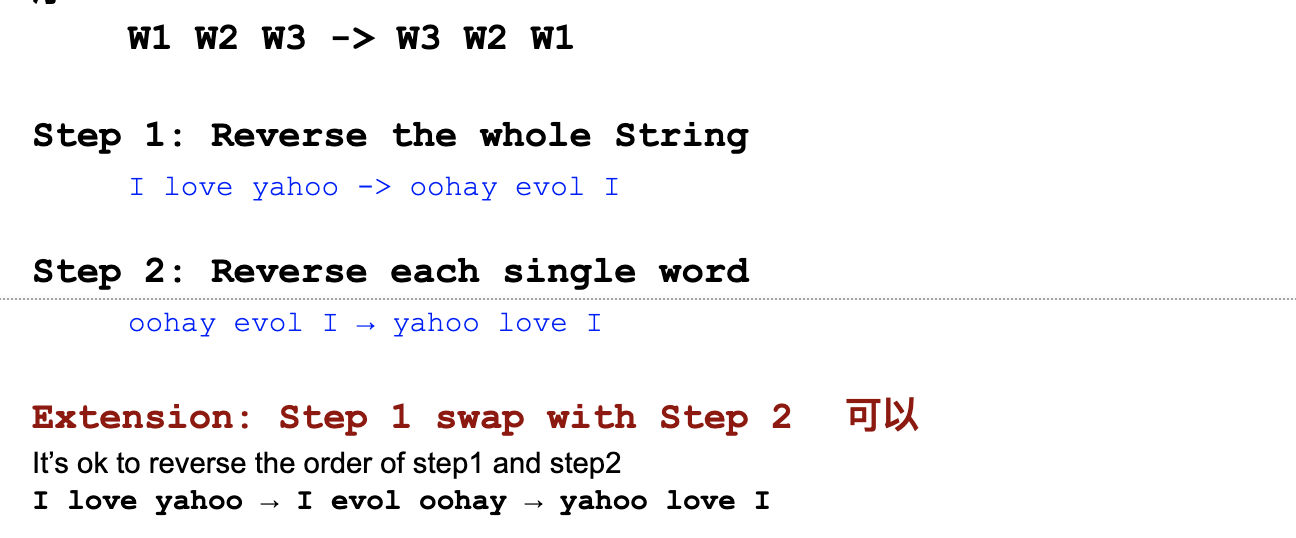 W1 W2 W3 -> W3 W2 W1
Step 1: Reverse the whole String
I love yahoo -> oohay evol I
Step 2: Reverse each single word
oohay evol I → yahoo love I
Extension: Step 1 swap with Step 2 可以
It’s ok to reverse the order of step1 and step2
I love yahoo → I evol oohay → yahoo love I